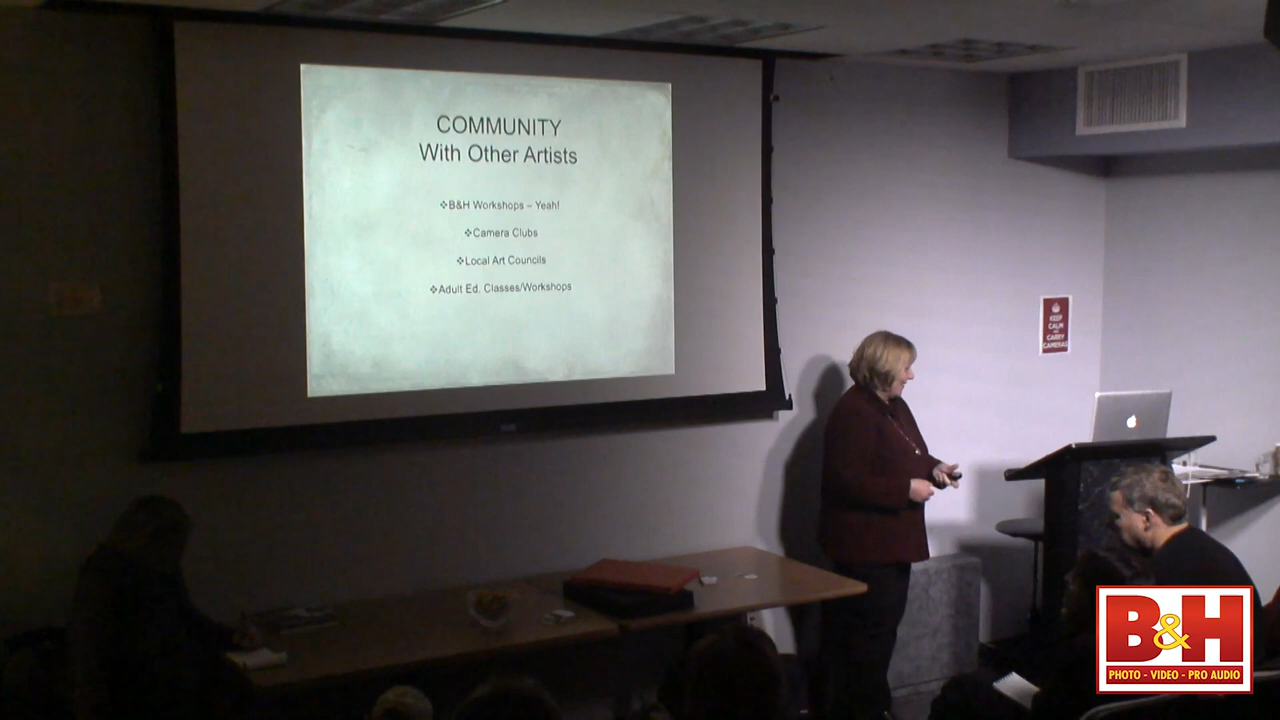 COMMUNITY
With Other Artists
❖B&H Workshops – Yeah!
❖Camera Clubs
❖Local Art Councils
❖Adult Ed. Classes/Workshops
KEEP
CALM
AND
CARRY
CAMERAS
B&H
PHOTO - VIDEO - PRO AUDIO